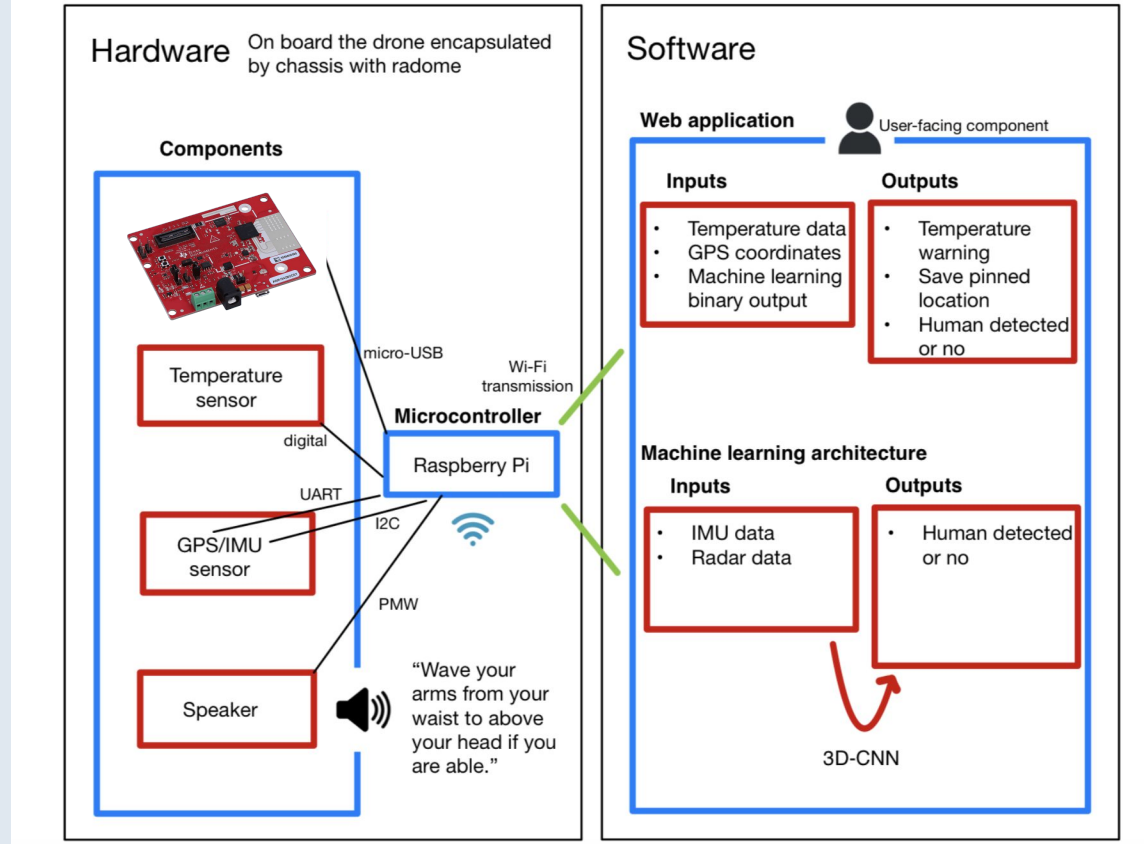 Hardware
On board the drone encapsulated
by chassis with radome
Components
micro-USB
Temperature
sensor
digital
Microcontroller
Raspberry Pi
UART
I2C
GPS/IMU
sensor
PMW
Speaker
“Wave your
arms from your
waist to above
your head if you
are able.”
Wi-Fi
transmission
Software
Web application
User-facing component
Inputs
• Temperature data
• GPS coordinates
• Machine learning
binary output
Outputs
• Temperature
warning
• Save pinned
location
• Human detected
or no
Machine learning architecture
Inputs
• IMU data
• Radar data
Outputs
• Human detected
or no
3D-CNN